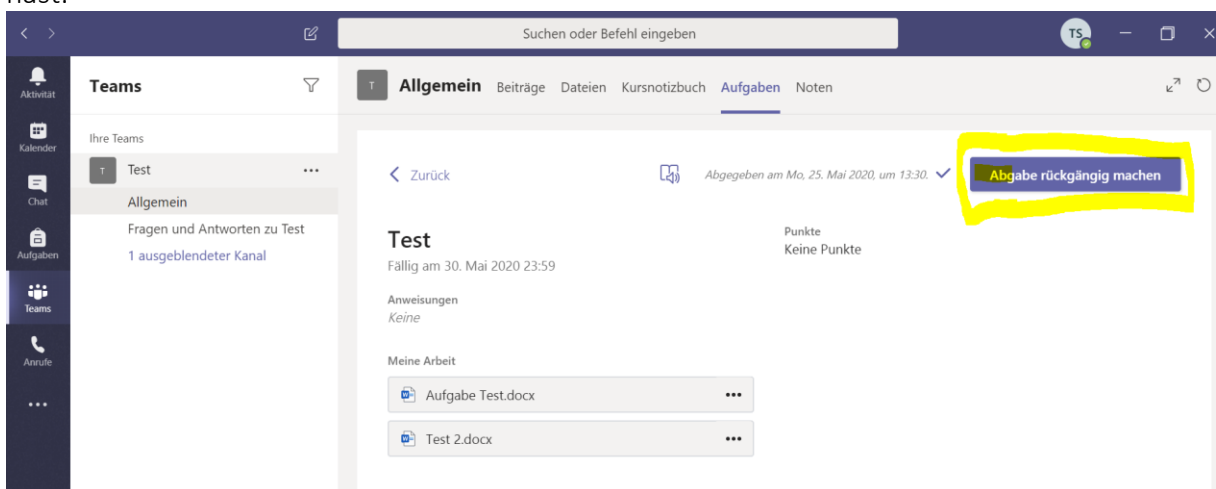 Suchen oder Befehl eingeben
TS
Aktivität
Kalender
Chat
Aufgaben
Teams
Anrufe
Teams
Ihre Teams
T
Test
Allgemein
Fragen und Antworten zu Test
1 ausgeblendeter Kanal
T
Allgemein Beiträge Dateien Kursnotizbuch Aufgaben Noten
Zurück
Abgegeben am Mo, 25. Mai 2020, um 13:30.
Abgabe rückgängig machen
Test
Fällig am 30. Mai 2020 23:59
Punkte
Keine Punkte
Anweisungen
Keine
Meine Arbeit
Aufgabe Test.docx
Test 2.docx